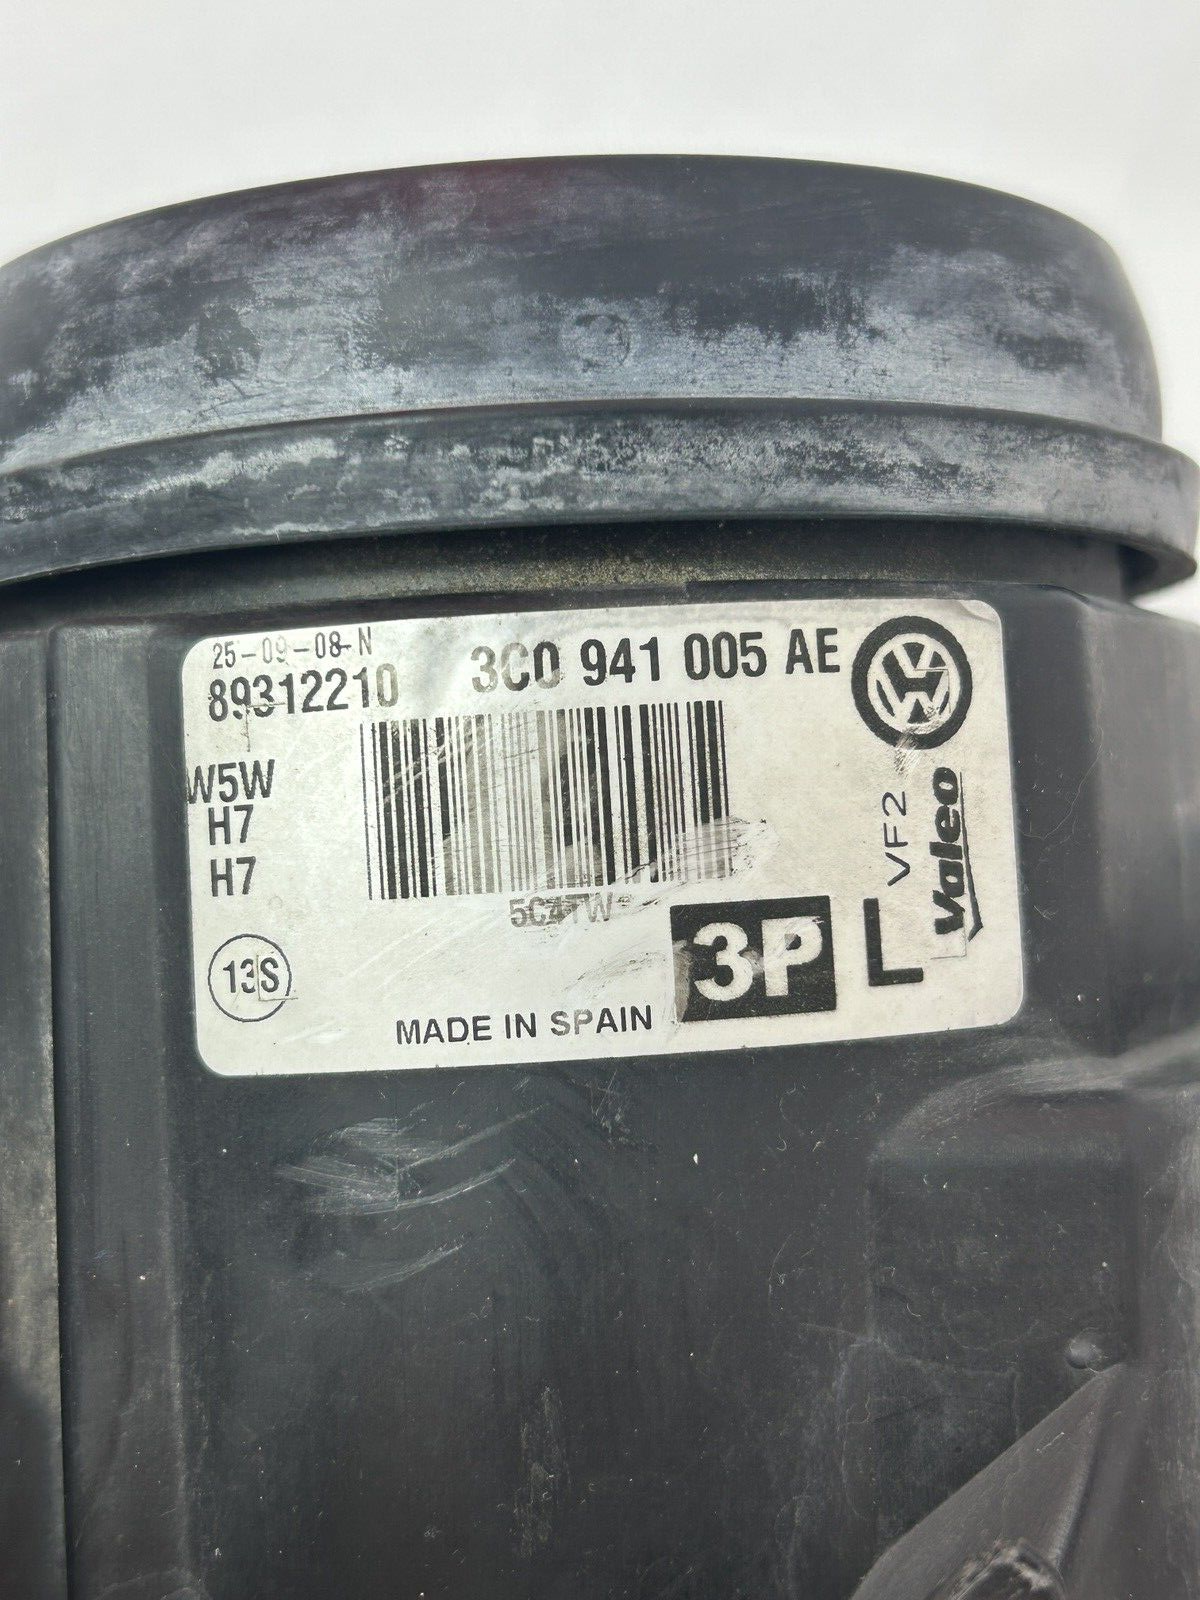 25-09-08-N
89312210 3C0 941 005 AE
W5W
H7
H7
VF2
Valeo
5C4TW
3P L
13S
MADE IN SPAIN